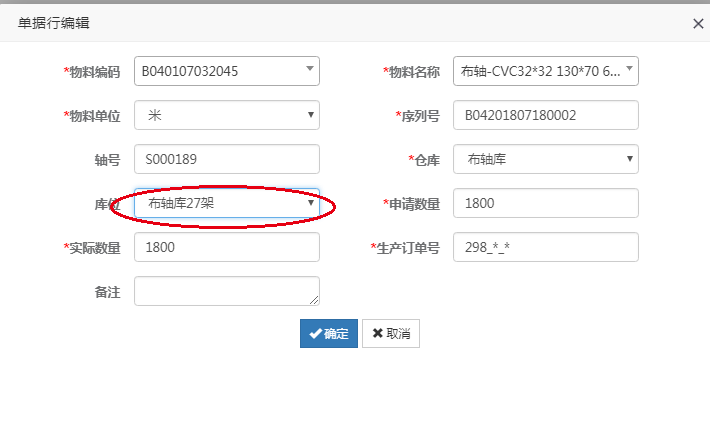 单据行编辑
*物料编码 B040107032045 *物料名称 布轴-CVC32*32 130*70 6...
*物料单位 米 *序列号 B04201807180002
轴号 S000189 *仓库 布轴库
库位 布轴库27架 *申请数量 1800
*实际数量 1800 *生产订单号 298_*_*
备注
确定 取消